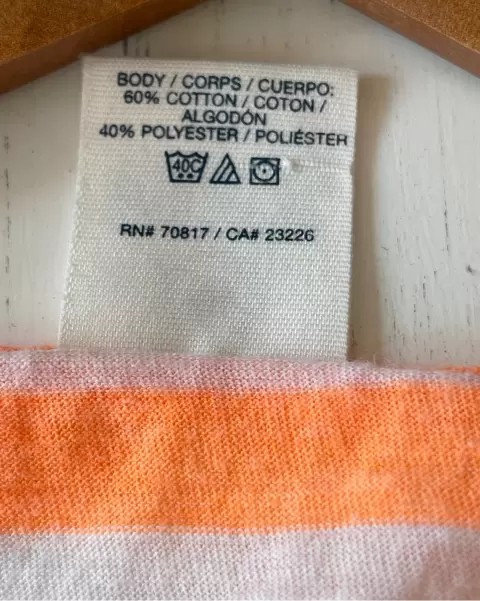 BODY / CORPS / CUERPO:
60% COTTON / COTON /
ALGODÓN
40% POLYESTER / POLIÉSTER
40C
RN# 70817 / CA# 23226